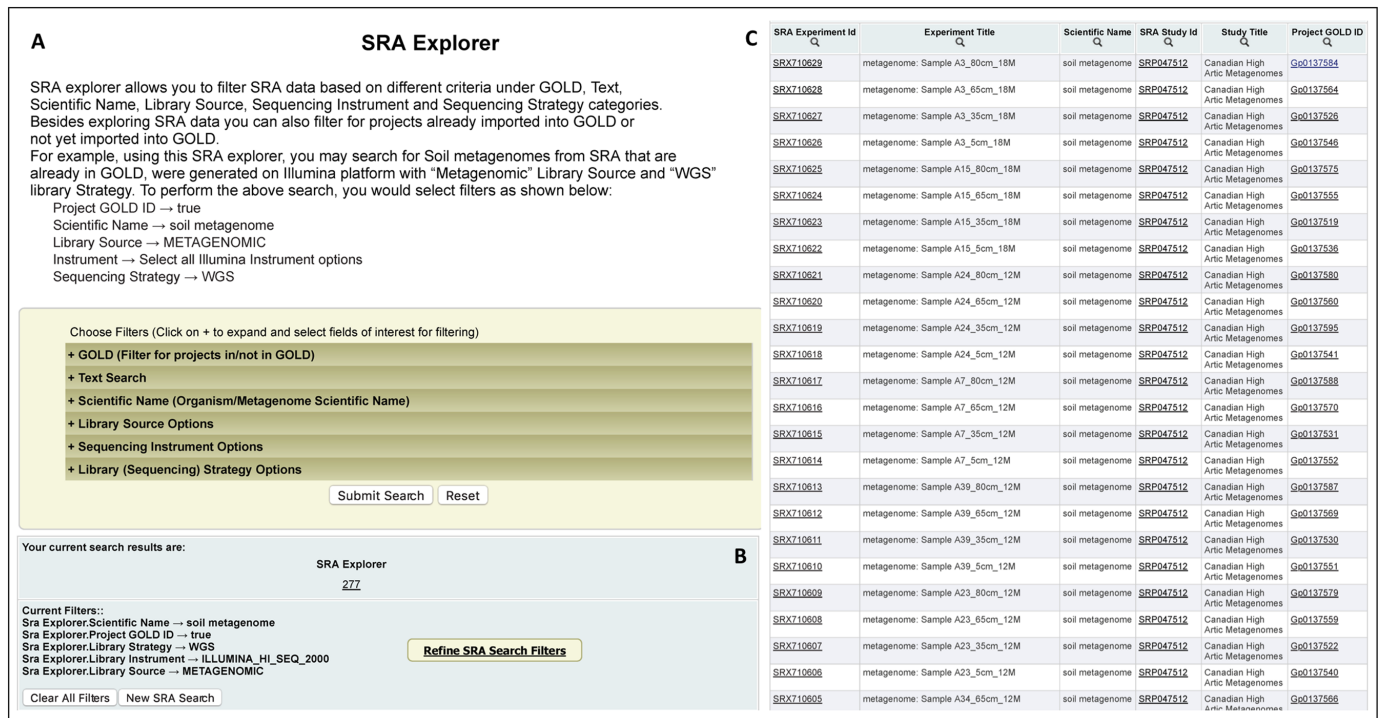 A
SRA Explorer
SRA explorer allows you to filter SRA data based on different criteria under GOLD, Text,
Scientific Name, Library Source, Sequencing Instrument and Sequencing Strategy categories.
Besides exploring SRA data you can also filter for projects already imported into GOLD or
not yet imported into GOLD.
For example, using this SRA explorer, you may search for Soil metagenomes from SRA that are
already in GOLD, were generated on Illumina platform with “Metagenomic” Library Source and “WGS”
library Strategy. To perform the above search, you would select filters as shown below:
Project GOLD ID → true
Scientific Name → soil metagenome
Library Source → METAGENOMIC
Instrument → Select all Illumina Instrument options
Sequencing Strategy → WGS
Choose Filters (Click on + to expand and select fields of interest for filtering)
+ GOLD (Filter for projects in/not in GOLD)
+ Text Search
+ Scientific Name (Organism/Metagenome Scientific Name)
+ Library Source Options
+ Sequencing Instrument Options
+ Library (Sequencing) Strategy Options
Submit Search Reset
B
Your current search results are:
SRA Explorer
277
Current Filters::
Sra Explorer.Scientific Name → soil metagenome
Sra Explorer.Project GOLD ID → true
Sra Explorer.Library Strategy → WGS
Sra Explorer.Library Instrument → ILLUMINA_HI_SEQ_2000
Sra Explorer.Library Source → METAGENOMIC
Refine SRA Search Filters
Clear All Filters New SRA Search
C
SRA Experiment Id Experiment Title Scientific Name SRA Study Id Study Title Project GOLD ID
SRX710629 metagenome: Sample A3_80cm_18M soil metagenome SRP047512 Canadian High Gp0137584
Artic Metagenomes
SRX710628 metagenome: Sample A3_65cm_18M soil metagenome SRP047512 Canadian High Gp0137564
Artic Metagenomes
SRX710627 metagenome: Sample A3_35cm_18M soil metagenome SRP047512 Canadian High Gp0137526
Artic Metagenomes
SRX710626 metagenome: Sample A3_5cm_18M soil metagenome SRP047512 Canadian High Gp0137546
Artic Metagenomes
SRX710625 metagenome: Sample A15_80cm_18M soil metagenome SRP047512 Canadian High Gp0137575
Artic Metagenomes
SRX710624 metagenome: Sample A15_65cm_18M soil metagenome SRP047512 Canadian High Gp0137555
Artic Metagenomes
SRX710623 metagenome: Sample A15_35cm_18M soil metagenome SRP047512 Canadian High Gp0137519
Artic Metagenomes
SRX710622 metagenome: Sample A15_5cm_18M soil metagenome SRP047512 Canadian High Gp0137536
Artic Metagenomes
SRX710621 metagenome: Sample A24_80cm_12M soil metagenome SRP047512 Canadian High Gp0137580
Artic Metagenomes
SRX710620 metagenome: Sample A24_65cm_12M soil metagenome SRP047512 Canadian High Gp0137560
Artic Metagenomes
SRX710619 metagenome: Sample A24_35cm_12M soil metagenome SRP047512 Canadian High Gp0137595
Artic Metagenomes
SRX710618 metagenome: Sample A24_5cm_12M soil metagenome SRP047512 Canadian High Gp0137541
Artic Metagenomes
SRX710617 metagenome: Sample A7_80cm_12M soil metagenome SRP047512 Canadian High Gp0137588
Artic Metagenomes
SRX710616 metagenome: Sample A7_65cm_12M soil metagenome SRP047512 Canadian High Gp0137570
Artic Metagenomes
SRX710615 metagenome: Sample A7_35cm_12M soil metagenome SRP047512 Canadian High Gp0137531
Artic Metagenomes
SRX710614 metagenome: Sample A7_5cm_12M soil metagenome SRP047512 Canadian High Gp0137552
Artic Metagenomes
SRX710613 metagenome: Sample A39_80cm_12M soil metagenome SRP047512 Canadian High Gp0137587
Artic Metagenomes
SRX710612 metagenome: Sample A39_65cm_12M soil metagenome SRP047512 Canadian High Gp0137569
Artic Metagenomes
SRX710611 metagenome: Sample A39_35cm_12M soil metagenome SRP047512 Canadian High Gp0137530
Artic Metagenomes
SRX710610 metagenome: Sample A39_5cm_12M soil metagenome SRP047512 Canadian High Gp0137551
Artic Metagenomes
SRX710609 metagenome: Sample A23_80cm_12M soil metagenome SRP047512 Canadian High Gp0137579
Artic Metagenomes
SRX710608 metagenome: Sample A23_65cm_12M soil metagenome SRP047512 Canadian High Gp0137559
Artic Metagenomes
SRX710607 metagenome: Sample A23_35cm_12M soil metagenome SRP047512 Canadian High Gp0137522
Artic Metagenomes
SRX710606 metagenome: Sample A23_5cm_12M soil metagenome SRP047512 Canadian High Gp0137540
Artic Metagenomes
SRX710605 metagenome: Sample A34_65cm_12M soil metagenome SRP047512 Canadian High Gp0137566
Artic Metagenomes